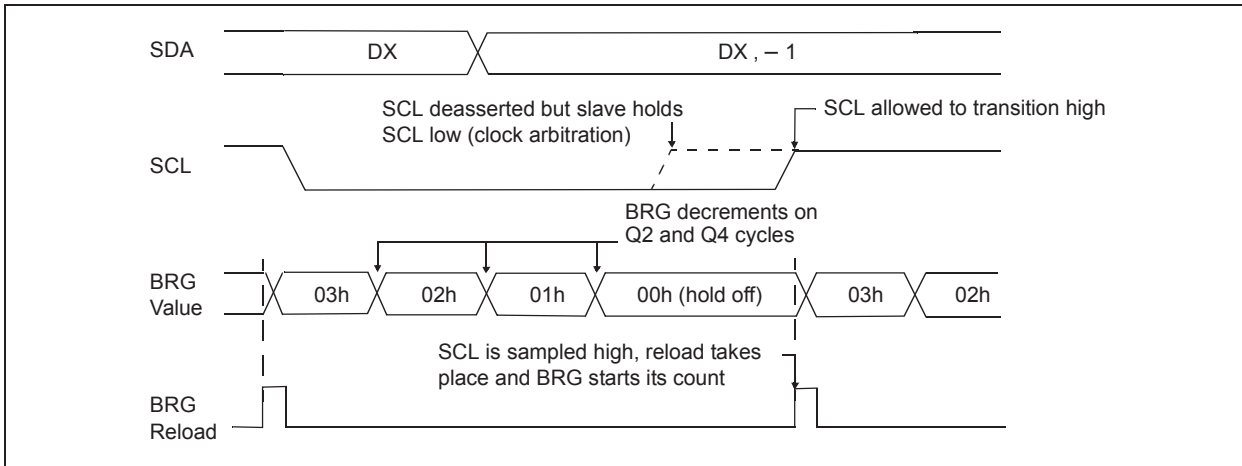 SDA
DX
DX , – 1
SCL deasserted but slave holds
SCL low (clock arbitration)
SCL allowed to transition high
SCL
BRG decrements on
Q2 and Q4 cycles
BRG
Value
03h
02h
01h
00h (hold off)
03h
02h
SCL is sampled high, reload takes
place and BRG starts its count
BRG
Reload